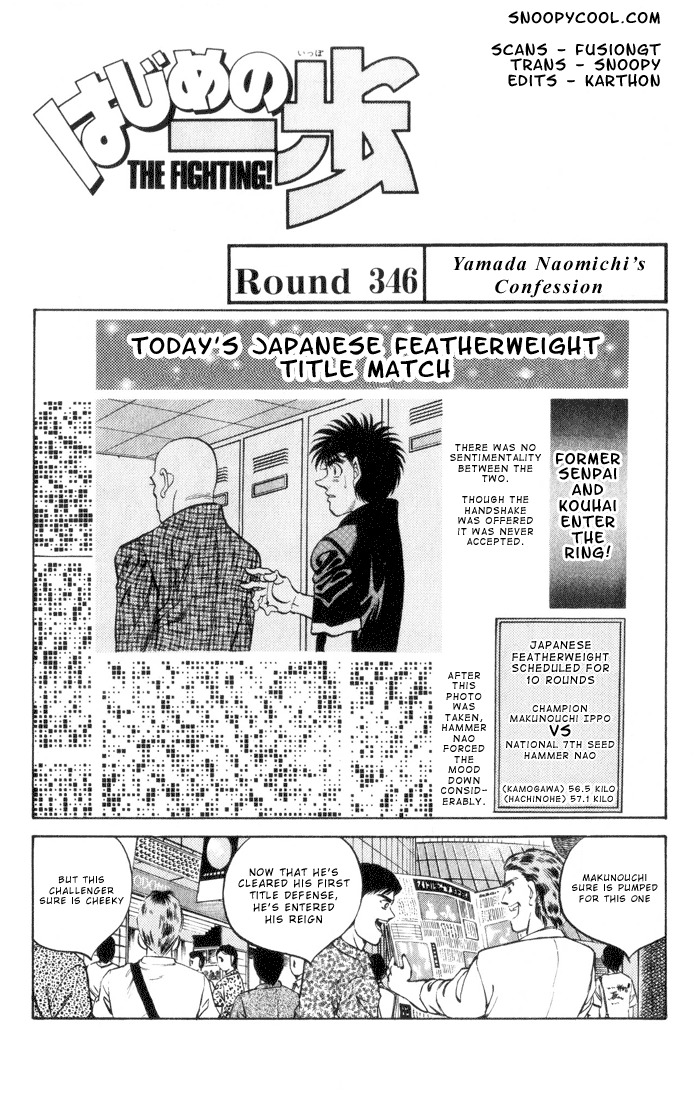 SNOOPYCOOL.COM
SCANS - FUSIONGT
TRANS - SNOOPY
EDITS - KARTHON
いっぽ
はじめの一歩
THE FIGHTING!
Round 346
Yamada Naomichi's
Confession
TODAY'S JAPANESE FEATHERWEIGHT
TITLE MATCH
FORMER
SENPAI
AND
KOUHAI
ENTER
THE
RING!
THERE WAS NO
SENTIMENTALITY
BETWEEN THE
TWO.
THOUGH THE
HANDSHAKE
WAS OFFERED
IT WAS NEVER
ACCEPTED.
AFTER
THIS
PHOTO
WAS
TAKEN,
HAMMER
NAO
FORCED
THE
MOOD
DOWN
CONSID-
ERABLY.
JAPANESE
FEATHERWEIGHT
SCHEDULED FOR
10 ROUNDS
CHAMPION
MAKUNOUCHI IPPO
VS
NATIONAL 7TH SEED
HAMMER NAO
(KAMOGAWA) 56.5 KILO
(HACHINOHE) 57.1 KILO
MAKUNOUCHI
SURE IS PUMPED
FOR THIS ONE
NOW THAT HE'S
CLEARED HIS FIRST
TITLE DEFENSE,
HE'S ENTERED
HIS REIGN
BUT THIS
CHALLENGER
SURE IS CHEEKY